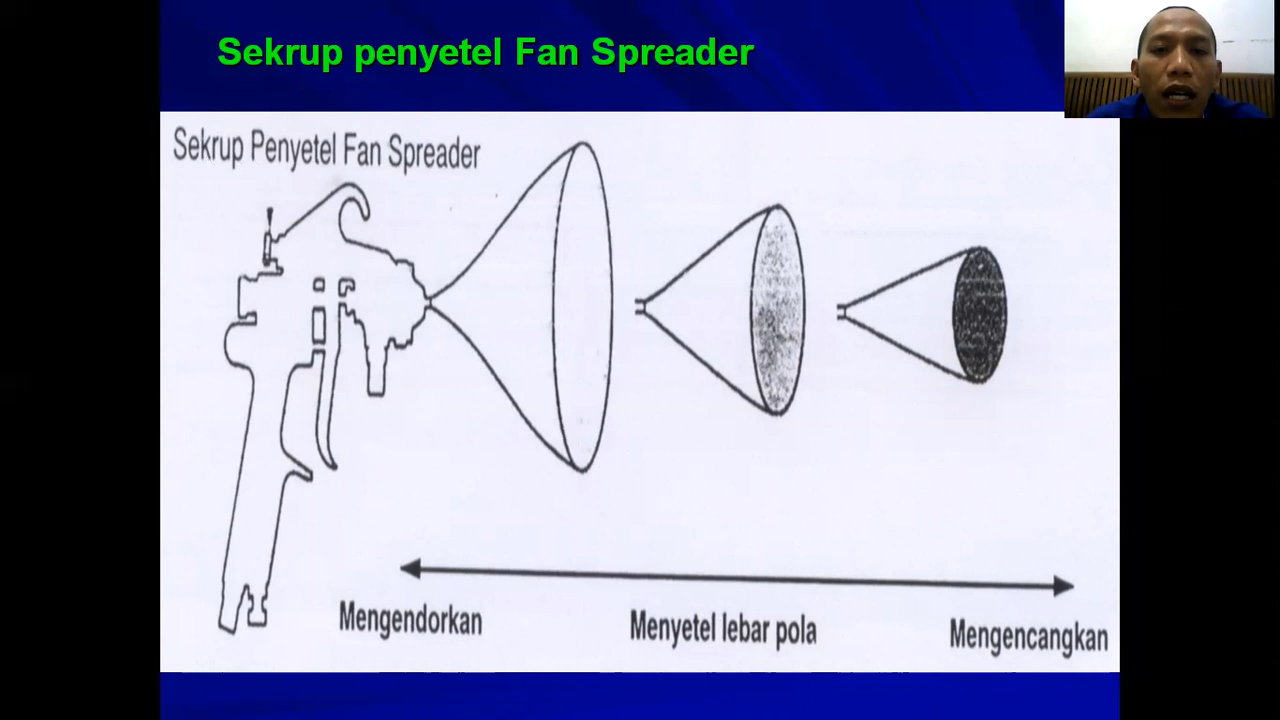 Sekrup penyetel Fan Spreader
Sekrup Penyetel Fan Spreader
Mengendorkan
Menyetel lebar pola
Mengencangkan